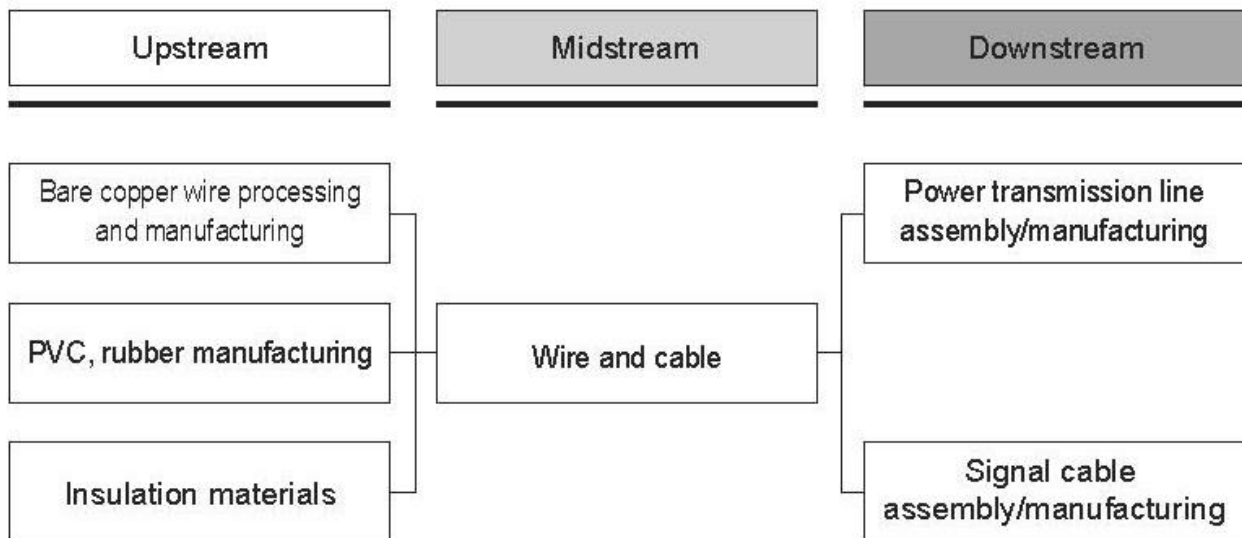 Upstream
Midstream
Downstream
Bare copper wire processing
and manufacturing
PVC, rubber manufacturing
Insulation materials
Wire and cable
Power transmission line
assembly/manufacturing
Signal cable
assembly/manufacturing